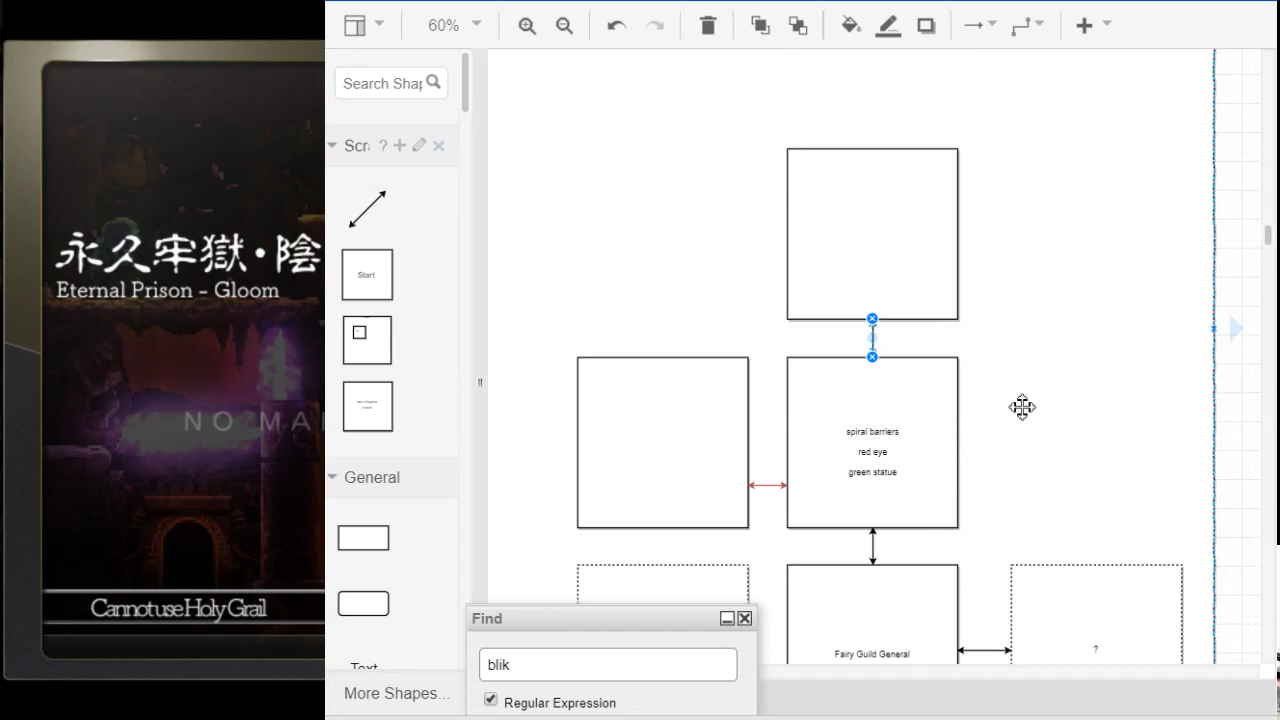 永久牢獄・陰
Eternal Prison - Gloom
NO MA
Cannot use Holy Grail
60%
Search Shap
Scr
?
Start
General
Text
More Shapes...
spiral barriers
red eye
green statue
Fairy Guild General
?
Find
blik
Regular Expression